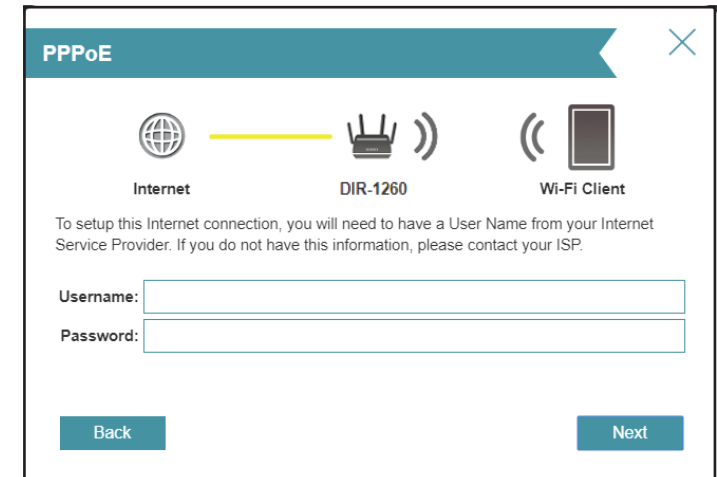 PPPoE
Internet
DIR-1260
Wi-Fi Client
To setup this Internet connection, you will need to have a User Name from your Internet
Service Provider. If you do not have this information, please contact your ISP.
Username:
Password:
Back
Next